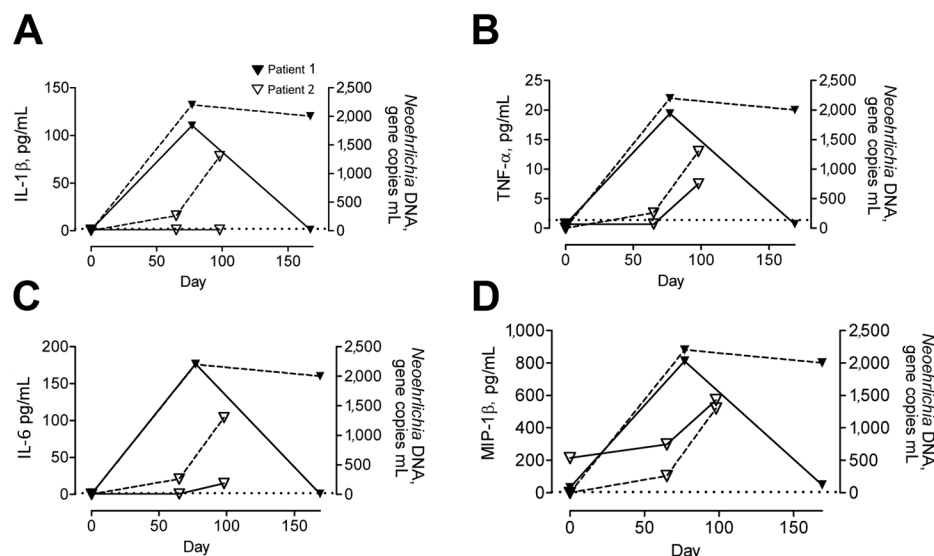 A
▼ Patient 1
▽ Patient 2
IL-1β, pg/mL
150
100
50
0
2,500
2,000
1,500
1,000
500
0
Neoehrlichia DNA,
gene copies mL
0 50 100 150
Day
B
TNF-α, pg/mL
25
20
15
10
5
0
2,500
2,000
1,500
1,000
500
0
Neoehrlichia DNA,
gene copies mL
0 50 100 150
Day
C
IL-6 pg/mL
200
150
100
50
0
2,500
2,000
1,500
1,000
500
0
Neoehrlichia DNA,
gene copies mL
0 50 100 150
Day
D
MIP-1β, pg/mL
1,000
800
600
400
200
0
2,500
2,000
1,500
1,000
500
0
Neoehrlichia DNA,
gene copies mL
0 50 100 150
Day